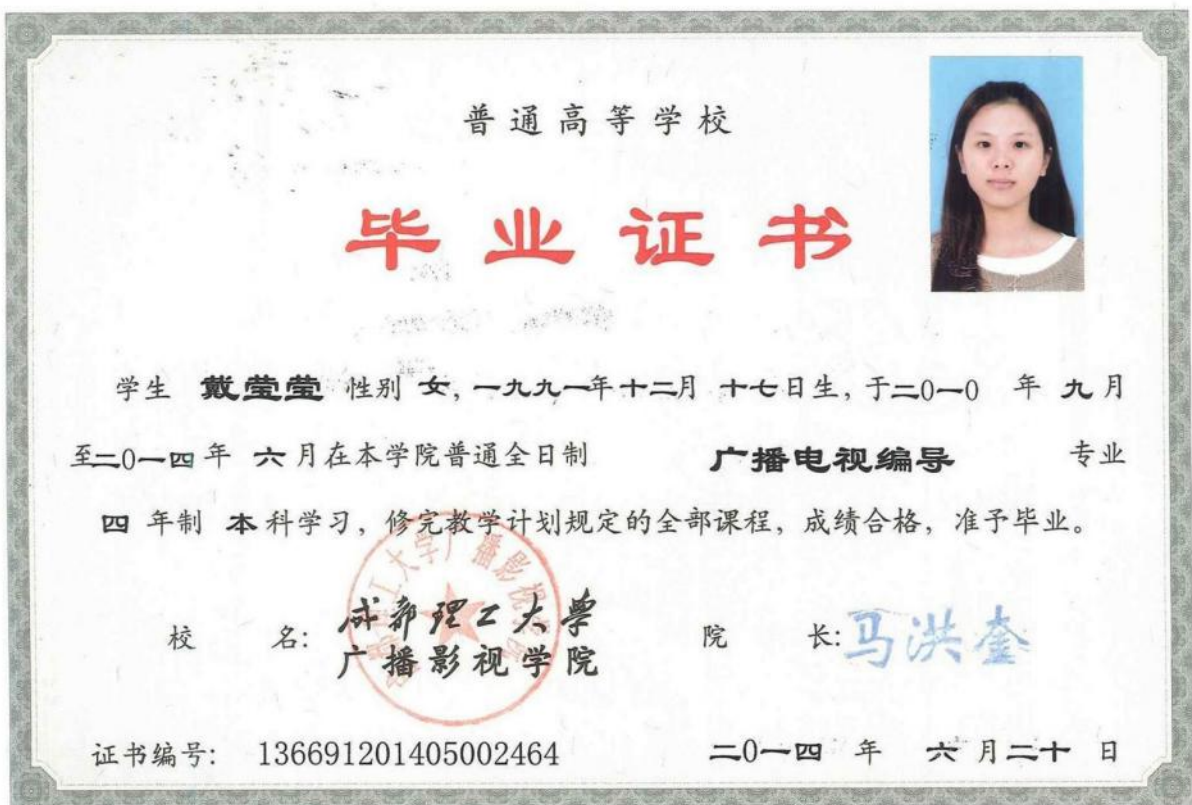 普通高等学校
毕业证书
学生 戴莹莹 性别 女, 一九九一年十二月 十七日生, 于二0一0 年 九月
至二0一四年 六月在本学院普通全日制 广播电视编导 专业
四 年制 本科学习, 修完教学计划规定的全部课程, 成绩合格, 准予毕业。
校 名: 成都理工大学 院 长: 马洪奎
广播影视学院
证书编号: 136691201405002464 二0一四 年 六月二十 日